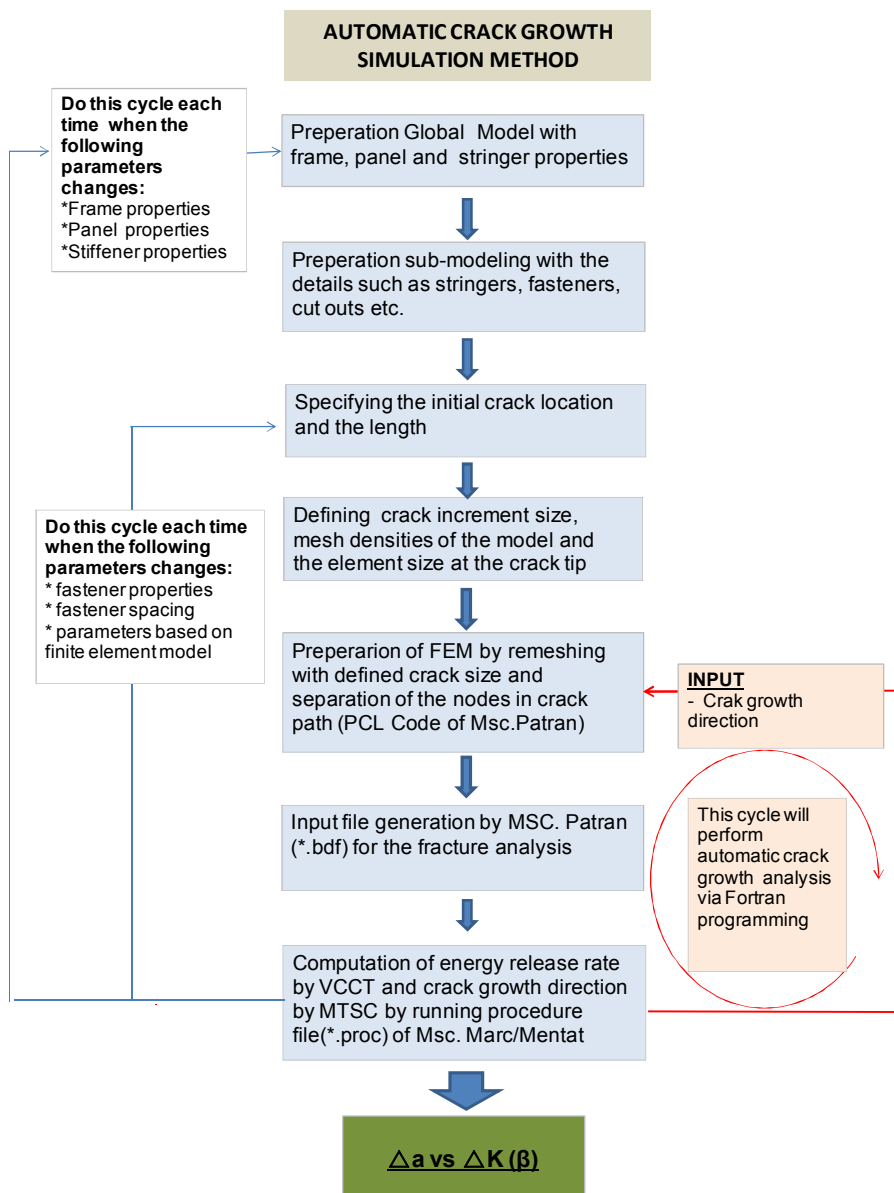 AUTOMATIC CRACK GROWTH
SIMULATION METHOD
Do this cycle each
time when the
following
parameters
changes:
*Frame properties
*Panel properties
*Stiffener properties
Preperation Global Model with
frame, panel and stringer properties
Preperation sub-modeling with the
details such as stringers, fasteners,
cut outs etc.
Specifying the initial crack location
and the length
Do this cycle each time
when the following
parameters changes:
* fastener properties
* fastener spacing
* parameters based on
finite element model
Defining crack increment size,
mesh densities of the model and
the element size at the crack tip
Preperarion of FEM by remeshing
with defined crack size and
separation of the nodes in crack
path (PCL Code of Msc.Patran)
INPUT
- Crak growth
direction
Input file generation by MSC. Patran
(*.bdf) for the fracture analysis
This cycle will
perform
automatic crack
growth analysis
via Fortran
programming
Computation of energy release rate
by VCCT and crack growth direction
by MTSC by running procedure
file(*.proc) of Msc. Marc/Mentat
△a vs △K (β)